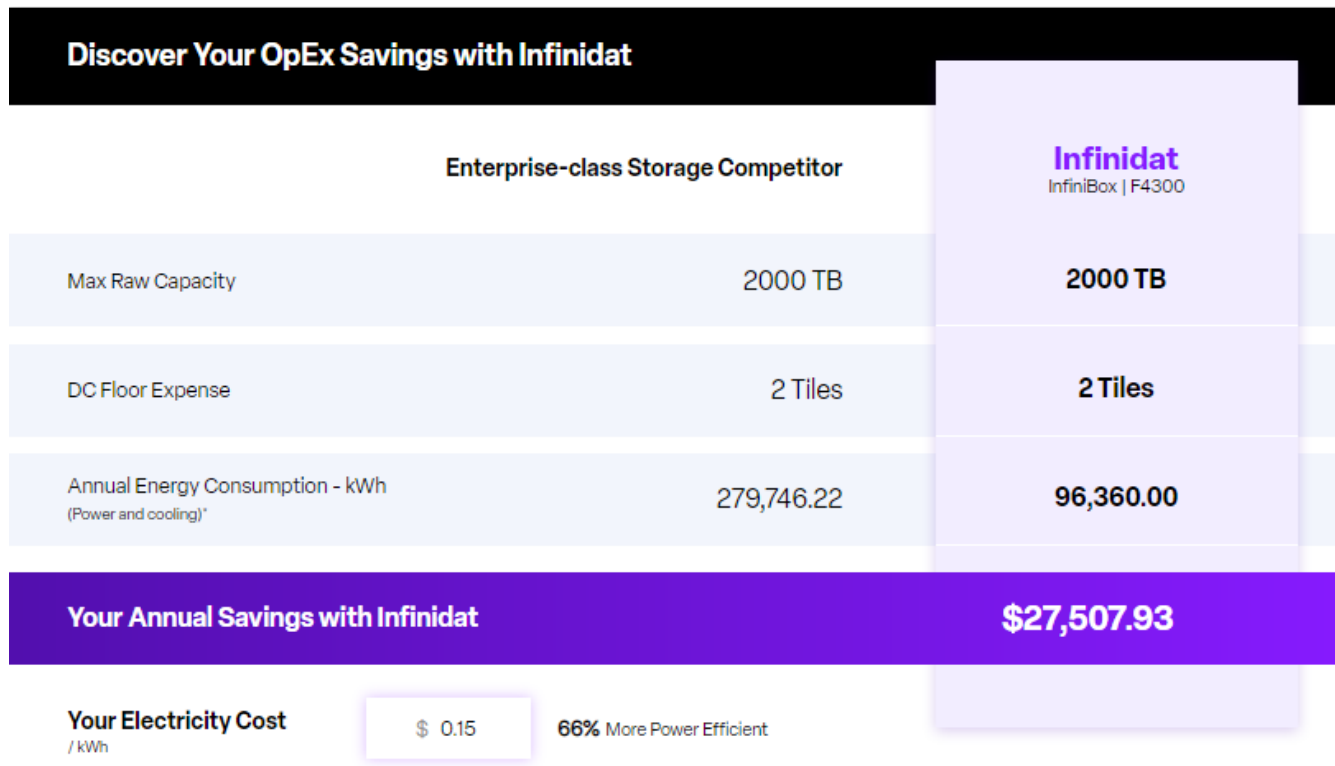 Discover Your OpEx Savings with Infinidat
Enterprise-class Storage Competitor
Infinidat
InfiniBox | F4300
Max Raw Capacity 2000 TB 2000 TB
DC Floor Expense 2 Tiles 2 Tiles
Annual Energy Consumption - kWh 279,746.22 96,360.00
(Power and cooling)*
Your Annual Savings with Infinidat $27,507.93
Your Electricity Cost $ 0.15 66% More Power Efficient
/ kWh